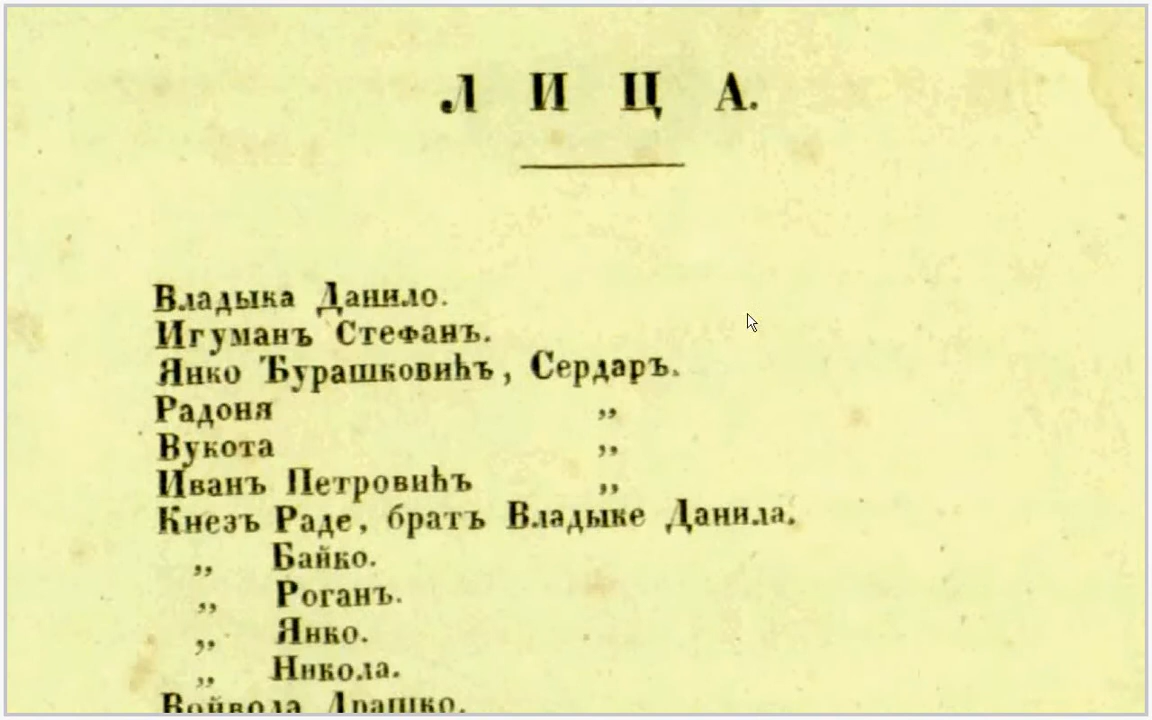 Л И Ц А.
Владыка Данило.
Игуманъ Стефанъ.
Янко Ђурашковићъ, Сердаръ.
Радоня „
Вукота „
Иванъ Петровићъ „
Кнезъ Раде, братъ Владыке Данила.
„ Байко.
„ Роганъ.
„ Янко.
„ Никола.
Войвода Драшко.